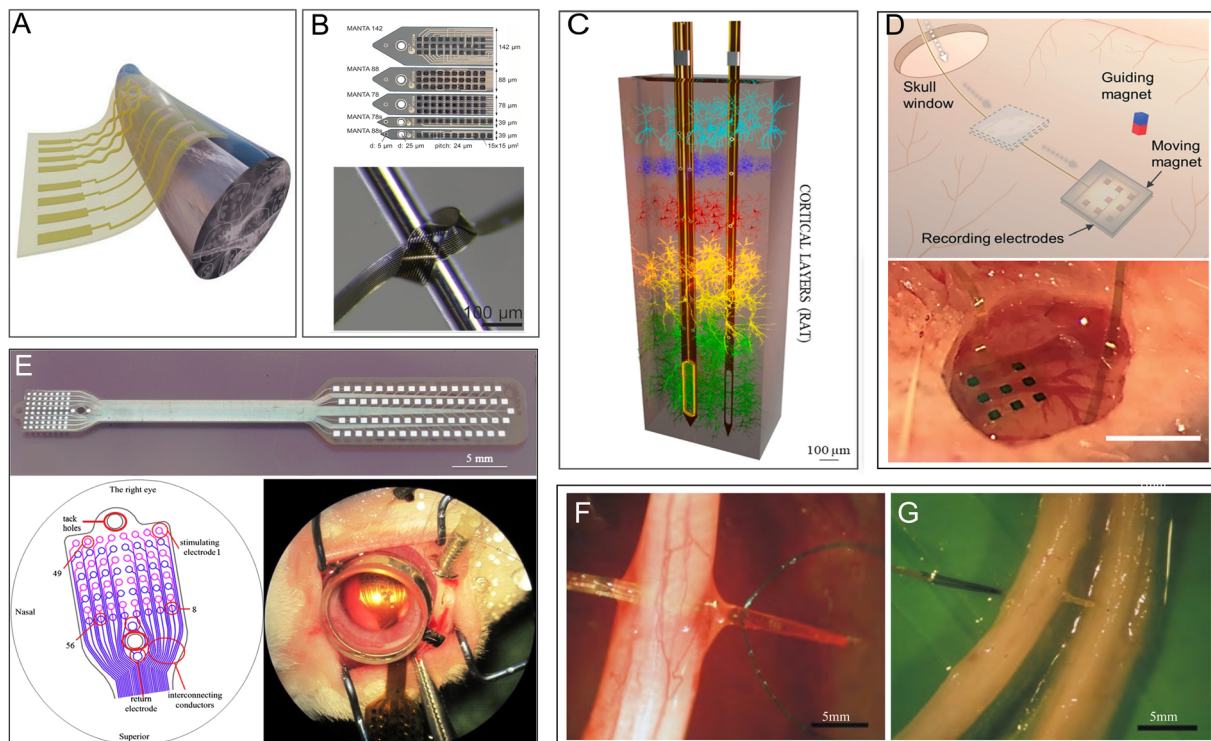 A
B
MANTA 142
142 µm
MANTA 88
88 µm
MANTA 78
78 µm
MANTA 78s
39 µm
MANTA 88s
39 µm
d: 5 µm d: 25 µm pitch: 24 µm 15x15 µm²
100 µm
C
CORTICAL LAYERS (RAT)
100 µm
D
Skull
window
Guiding
magnet
Moving
magnet
Recording electrodes
E
5 mm
The right eye
tack
holes
stimulating
electrode 1
49
Nasal
8
56
return
electrode
interconnecting
conductors
Superior
F
5mm
G
5mm